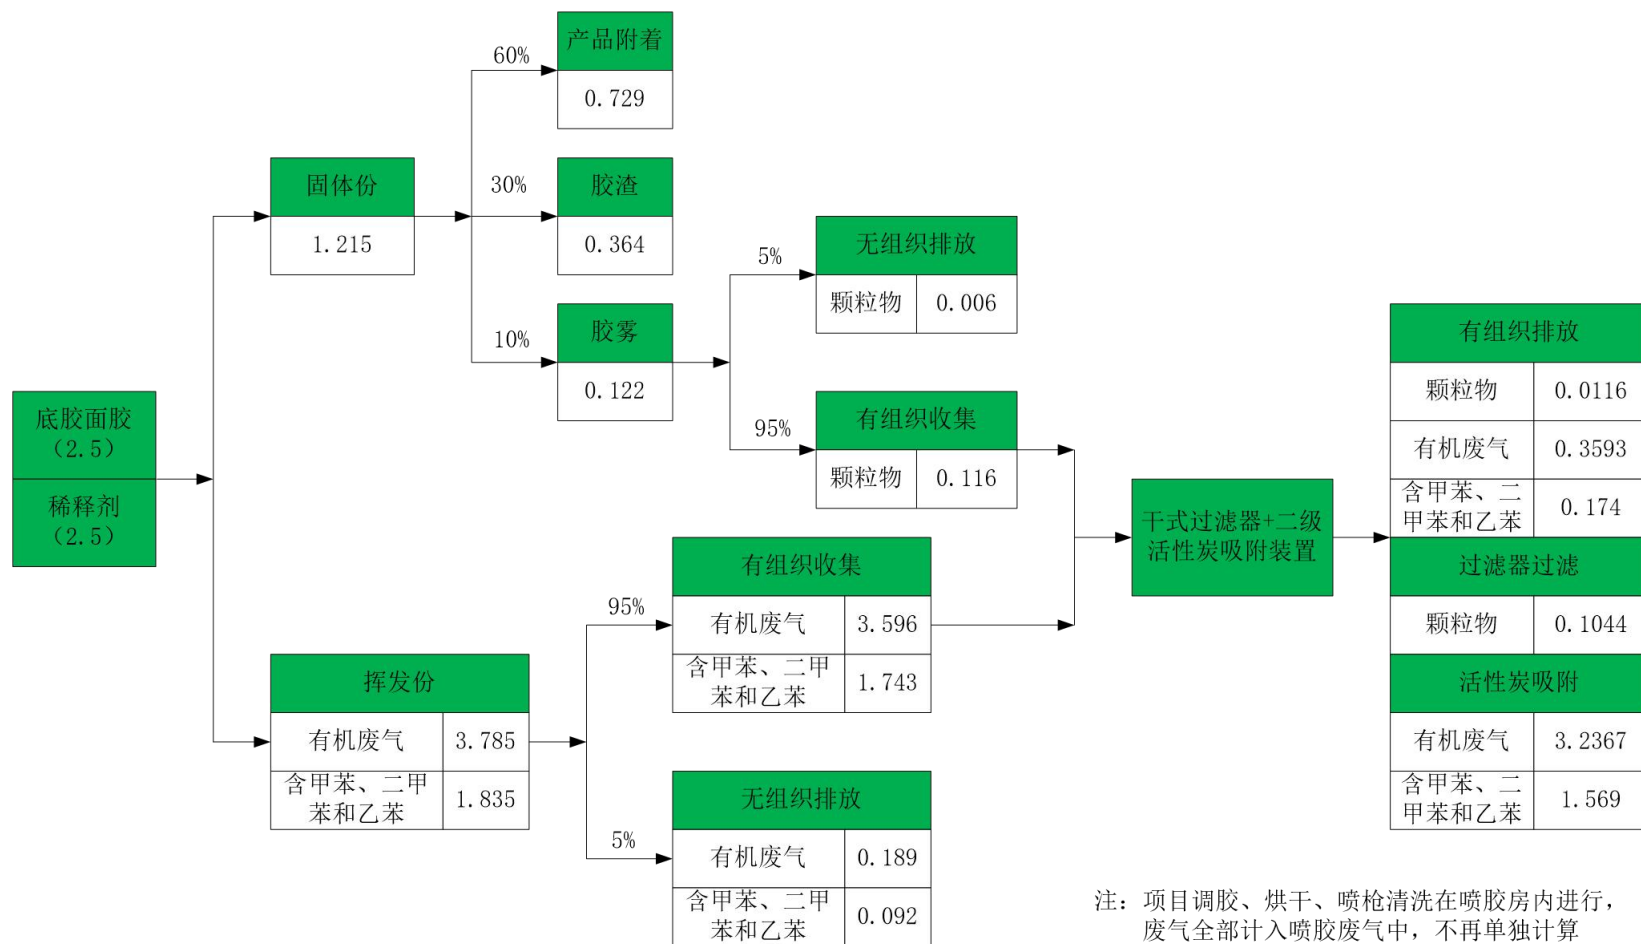 底胶面胶
（2.5）
稀释剂
（2.5）
固体份
1.215
挥发份
有机废气 3.785
含甲苯、二甲
苯和乙苯 1.835
60%
产品附着
0.729
30%
胶渣
0.364
10%
胶雾
0.122
5%
无组织排放
颗粒物 0.006
95%
有组织收集
颗粒物 0.116
95%
有组织收集
有机废气 3.596
含甲苯、二甲
苯和乙苯 1.743
5%
无组织排放
有机废气 0.189
含甲苯、二甲
苯和乙苯 0.092
干式过滤器+二级
活性炭吸附装置
有组织排放
颗粒物 0.0116
有机废气 0.3593
含甲苯、二
甲苯和乙苯 0.174
过滤器过滤
颗粒物 0.1044
活性炭吸附
有机废气 3.2367
含甲苯、二
甲苯和乙苯 1.569
注：项目调胶、烘干、喷枪清洗在喷胶房内进行，
废气全部计入喷胶废气中，不再单独计算